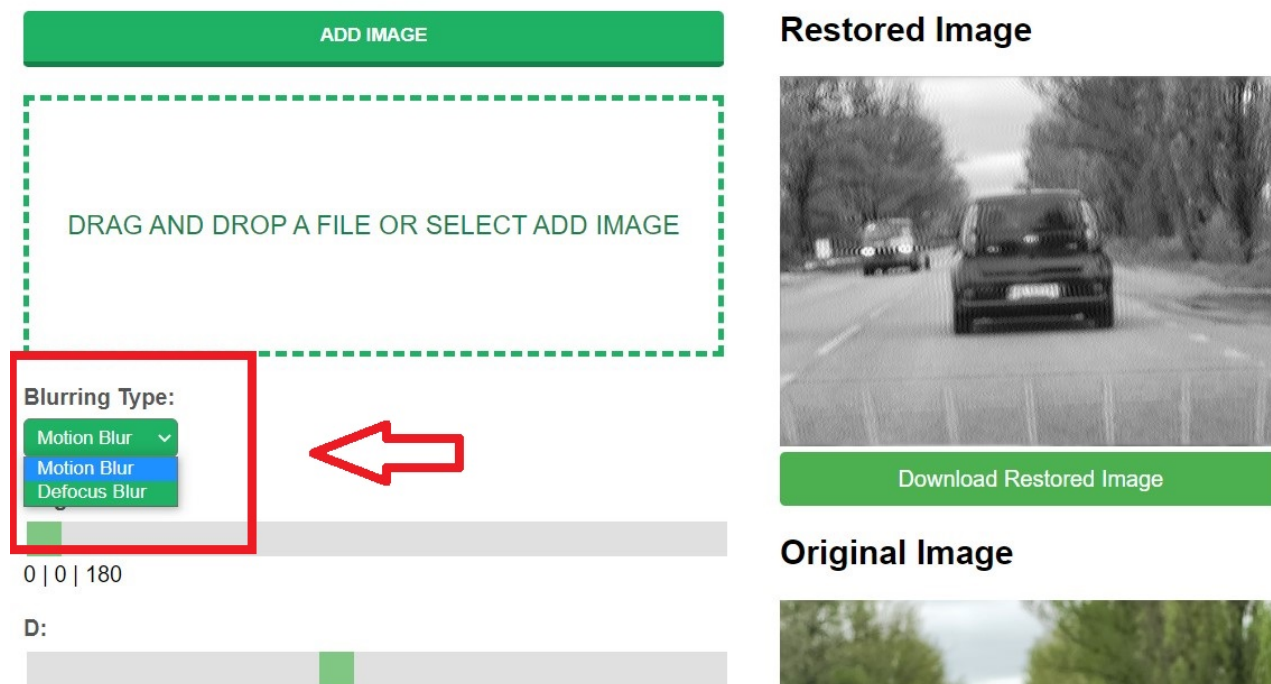 ADD IMAGE
DRAG AND DROP A FILE OR SELECT ADD IMAGE
Blurring Type:
Motion Blur
Motion Blur
Defocus Blur
0 | 0 | 180
D:
Restored Image
Download Restored Image
Original Image